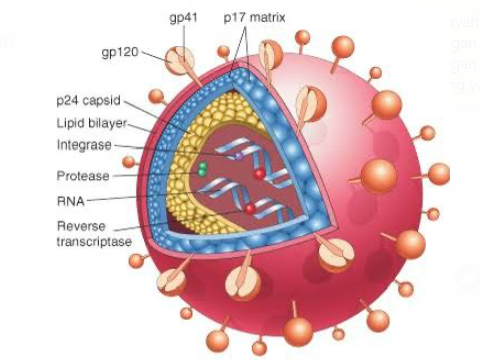 gp41
p17 matrix
gp120
p24 capsid
Lipid bilayer
Integrase
Protease
RNA
Reverse
transcriptase